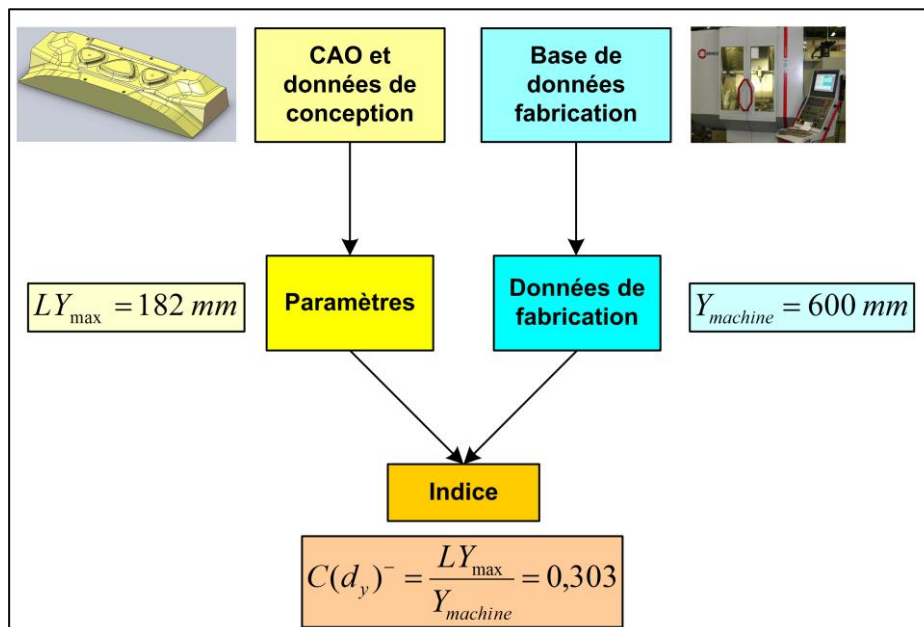 CAO et
données de
conception
Base de
données
fabrication
LY_max = 182 mm
Paramètres
Données de
fabrication
Y_machine = 600 mm
Indice
C(d_y)^- = LY_max / Y_machine = 0,303